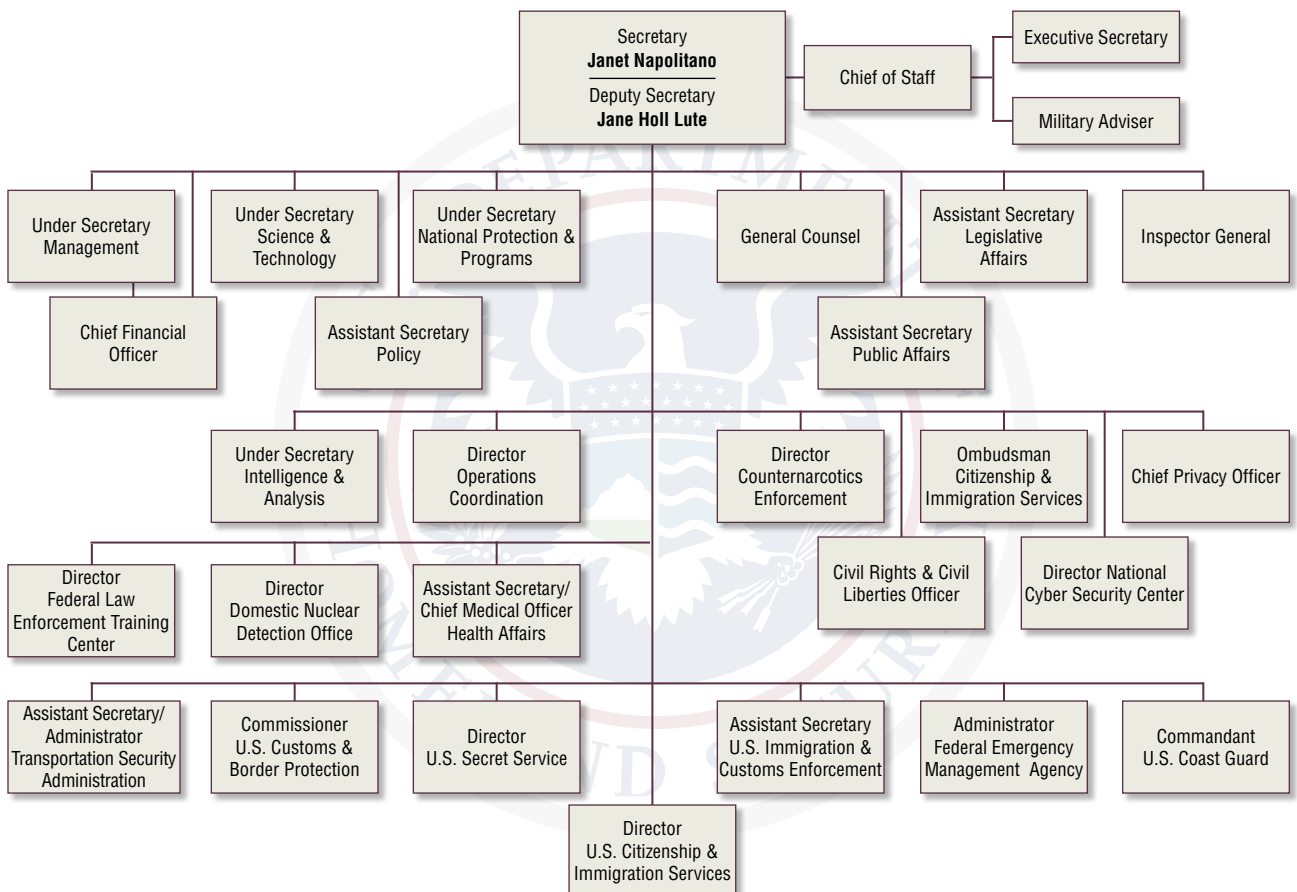 Secretary
Janet Napolitano
Deputy Secretary
Jane Holl Lute
Chief of Staff
Executive Secretary
Military Adviser
Under Secretary
Management
Under Secretary
Science &
Technology
Under Secretary
National Protection &
Programs
General Counsel
Assistant Secretary
Legislative
Affairs
Inspector General
Chief Financial
Officer
Assistant Secretary
Policy
Assistant Secretary
Public Affairs
Under Secretary
Intelligence &
Analysis
Director
Operations
Coordination
Director
Counternarcotics
Enforcement
Ombudsman
Citizenship &
Immigration Services
Chief Privacy Officer
Civil Rights & Civil
Liberties Officer
Director National
Cyber Security Center
Director
Federal Law
Enforcement Training
Center
Director
Domestic Nuclear
Detection Office
Assistant Secretary/
Chief Medical Officer
Health Affairs
Assistant Secretary/
Administrator
Transportation Security
Administration
Commissioner
U.S. Customs &
Border Protection
Director
U.S. Secret Service
Assistant Secretary
U.S. Immigration &
Customs Enforcement
Administrator
Federal Emergency
Management Agency
Commandant
U.S. Coast Guard
Director
U.S. Citizenship &
Immigration Services